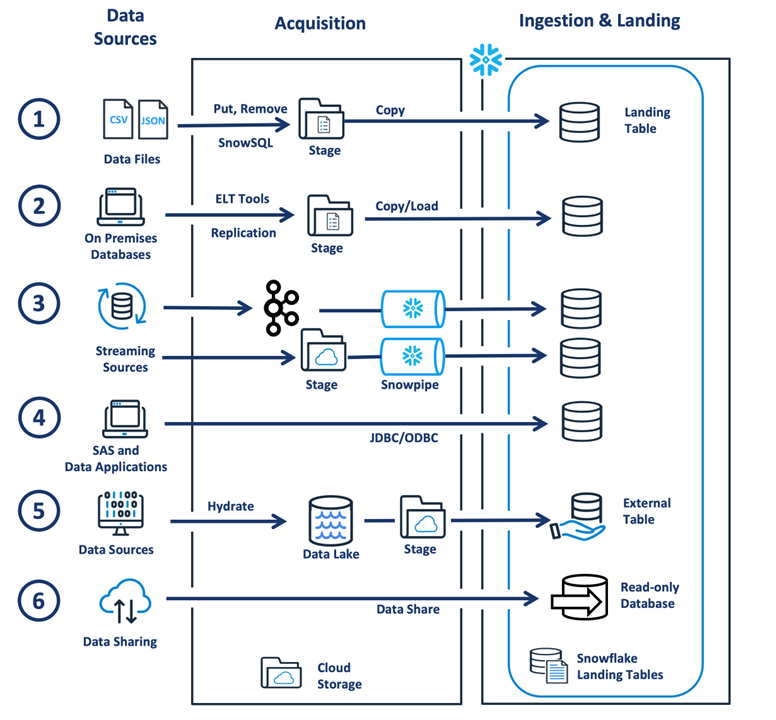 Data
Sources
Acquisition
Ingestion & Landing
1
CSV
JSON
Data Files
Put, Remove
SnowSQL
Stage
Copy
Landing
Table
2
On Premises
Databases
ELT Tools
Replication
Stage
Copy/Load
3
Streaming
Sources
Stage
Snowpipe
4
SAS and
Data Applications
JDBC/ODBC
5
Data Sources
Hydrate
Data Lake
Stage
External
Table
6
Data Sharing
Data Share
Read-only
Database
Cloud
Storage
Snowflake
Landing Tables